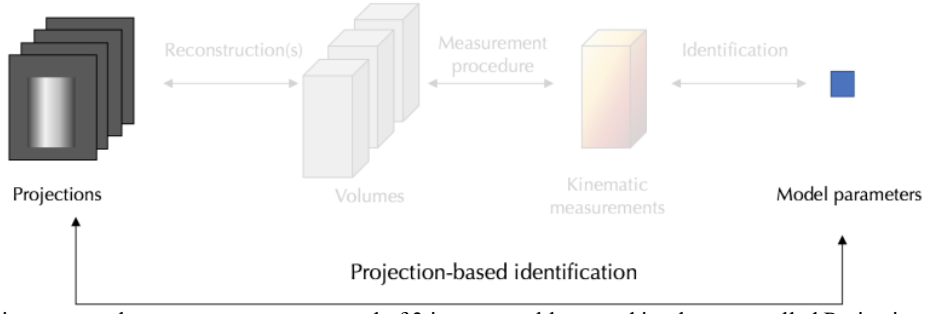 Reconstruction(s)
Measurement
procedure
Identification
Projections
Volumes
Kinematic
measurements
Model parameters
Projection-based identification